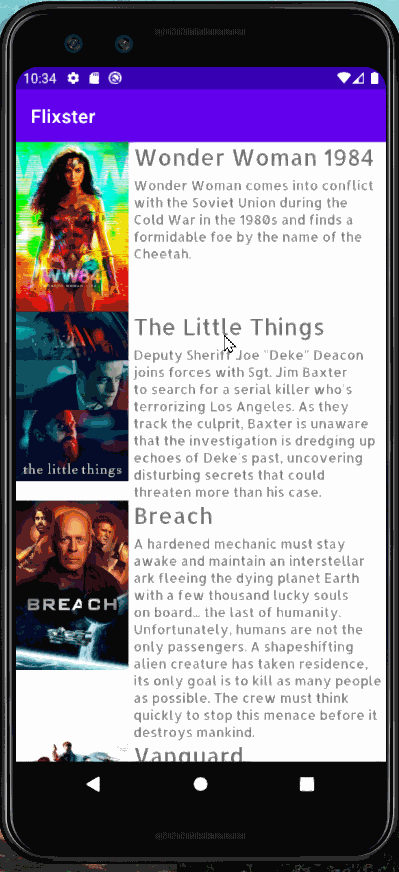 10:34
Flixster
Wonder Woman 1984
Wonder Woman comes into conflict
with the Soviet Union during the
Cold War in the 1980s and finds a
formidable foe by the name of the
Cheetah.
WW84
The Little Things
Deputy Sheriff Joe "Deke" Deacon
joins forces with Sgt. Jim Baxter
to search for a serial killer who's
terrorizing Los Angeles. As they
track the culprit, Baxter is unaware
that the investigation is dredging up
echoes of Deke's past, uncovering
disturbing secrets that could
threaten more than his case.
the little things
Breach
A hardened mechanic must stay
awake and maintain an interstellar
ark fleeing the dying planet Earth
with a few thousand lucky souls
on board... the last of humanity.
Unfortunately, humans are not the
only passengers. A shapeshifting
alien creature has taken residence,
its only goal is to kill as many people
as possible. The crew must think
quickly to stop this menace before it
destroys mankind.
BREACH
Vanguard